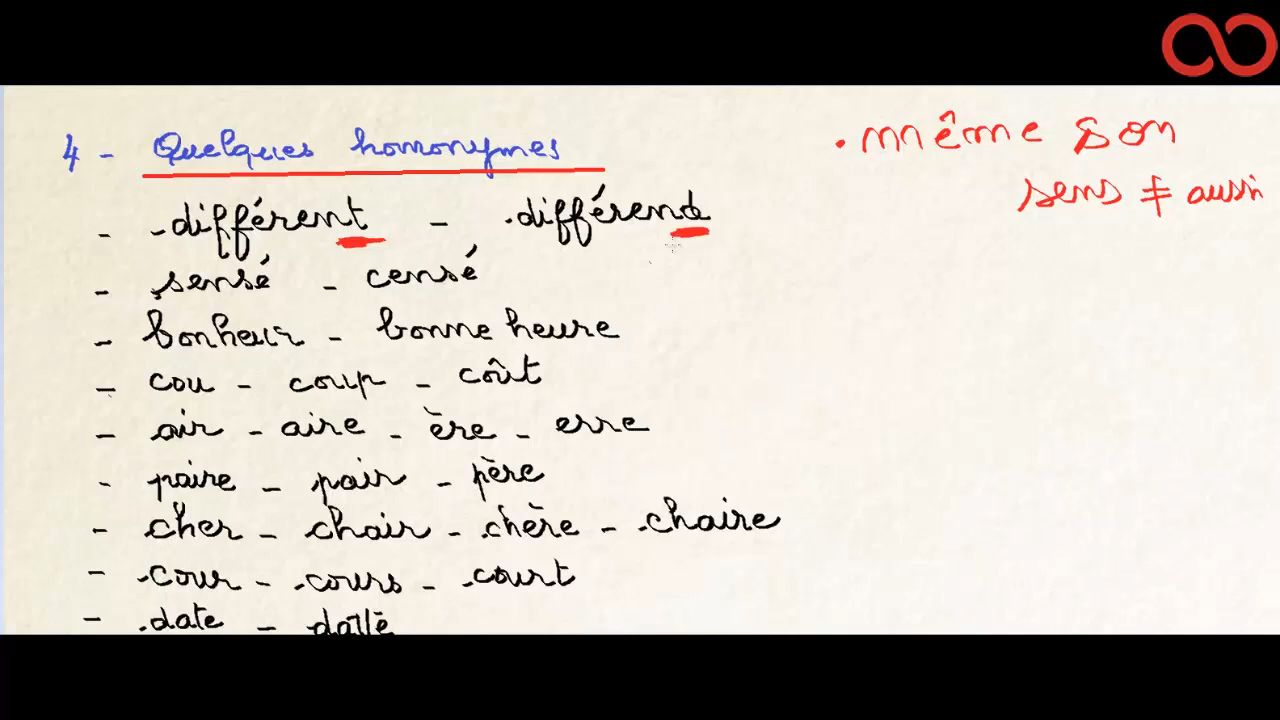 4 - Quelques homonymes
. même son
sens ≠ aussi
- différent - différend
- sensé - censé
- bonheur - bonne heure
- cou - coup - coût
- air - aire - ère - erre
- paire - pair - père
- cher - chair - chère - chaire
- cour - cours - court
- date - datte